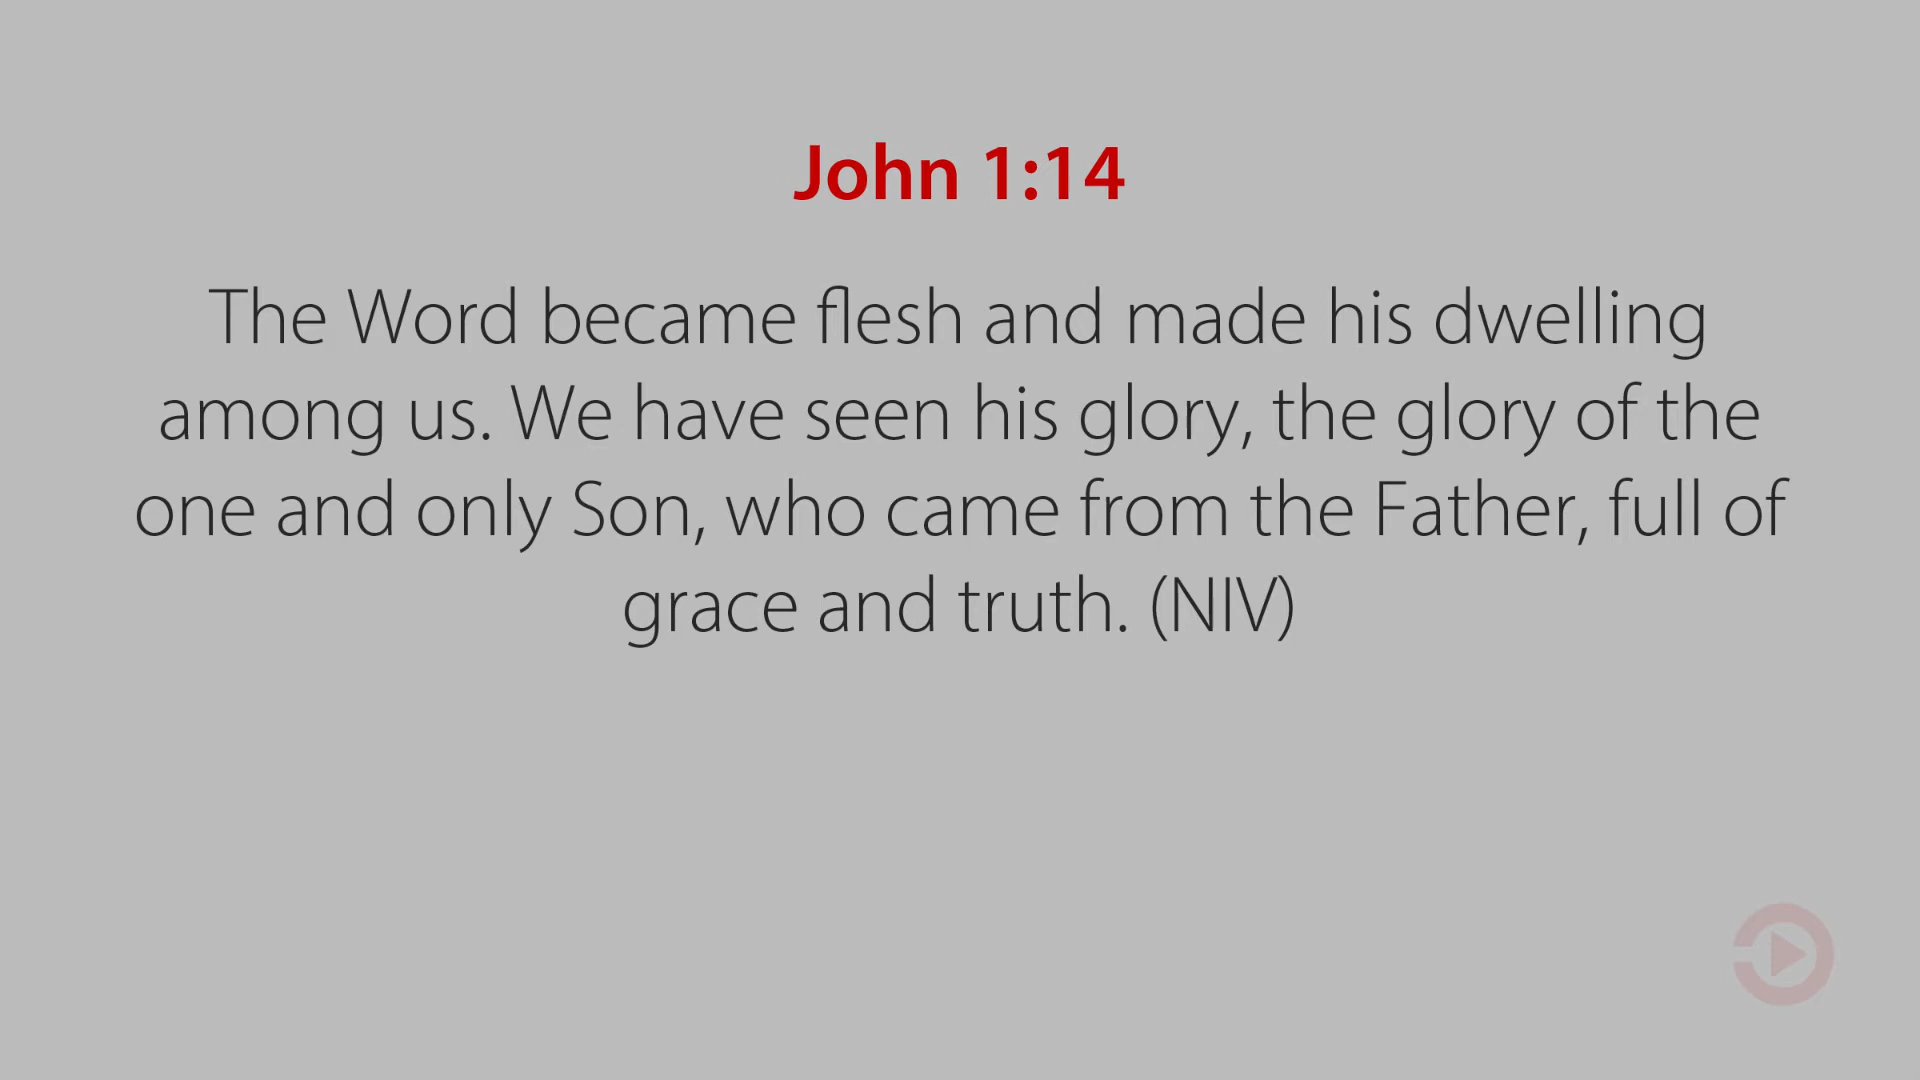 John 1:14
The Word became flesh and made his dwelling
among us. We have seen his glory, the glory of the
one and only Son, who came from the Father, full of
grace and truth. (NIV)